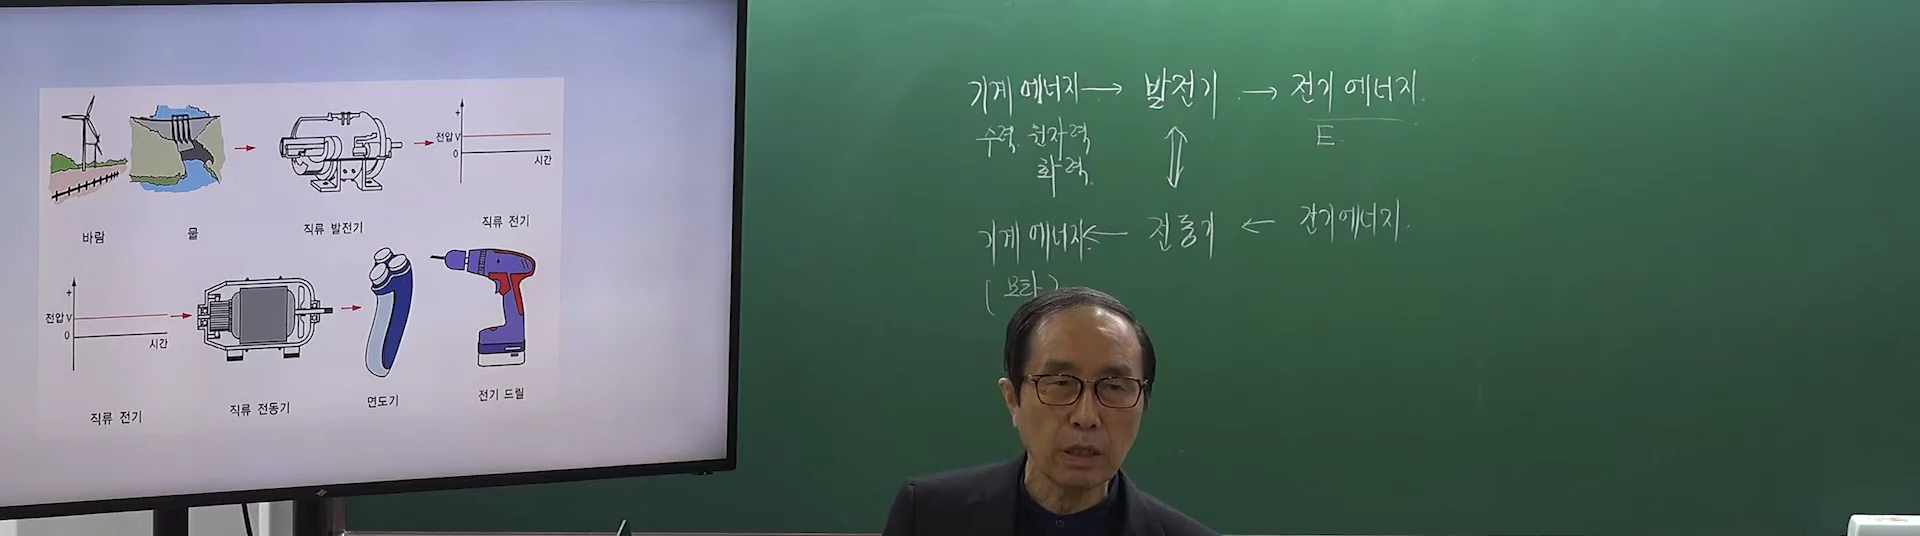 전압 V
+
0
시간
바람
물
직류 발전기
직류 전기
+
전압 V
0
시간
직류 전기
직류 전동기
면도기
전기 드릴
기계 에너지 → 발전기 → 전기 에너지
수력. 원자력
화력.
E.
기계 에너지 ← 전동기 ← 전기에너지.
(모타)